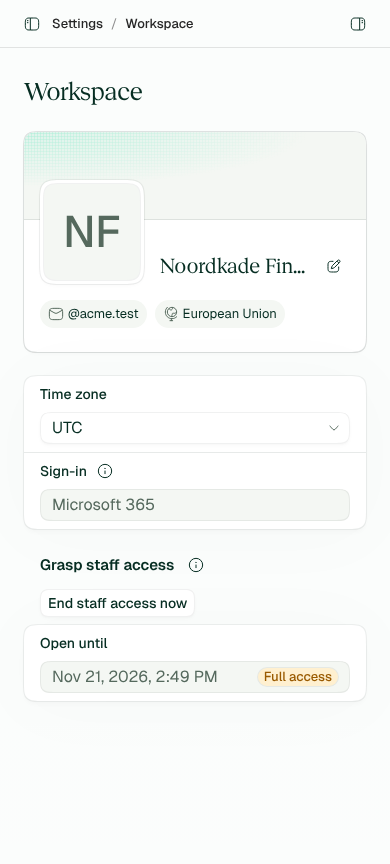 Settings / Workspace
Workspace
NF
Noordkade Fin...
@acme.test
European Union
Time zone
UTC
Sign-in
Microsoft 365
Grasp staff access
End staff access now
Open until
Nov 21, 2026, 2:49 PM
Full access